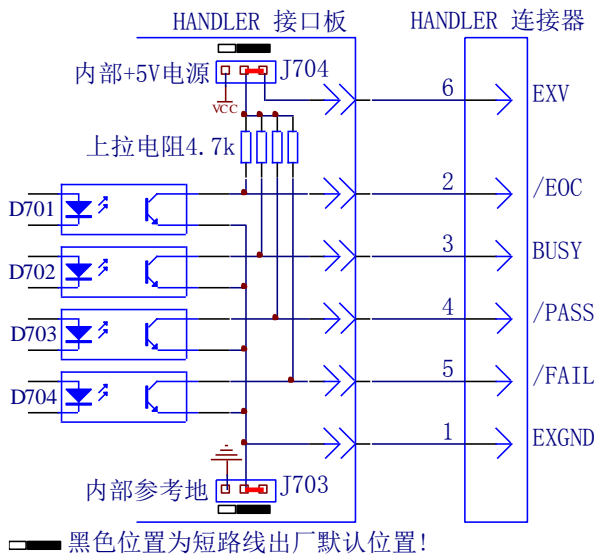 HANDLER 接口板
HANDLER 连接器
内部+5V电源
J704
VCC
6
EXV
上拉电阻4.7k
D701
2
/EOC
D702
3
BUSY
D703
4
/PASS
D704
5
/FAIL
1
EXGND
内部参考地
J703
黑色位置为短路线出厂默认位置!